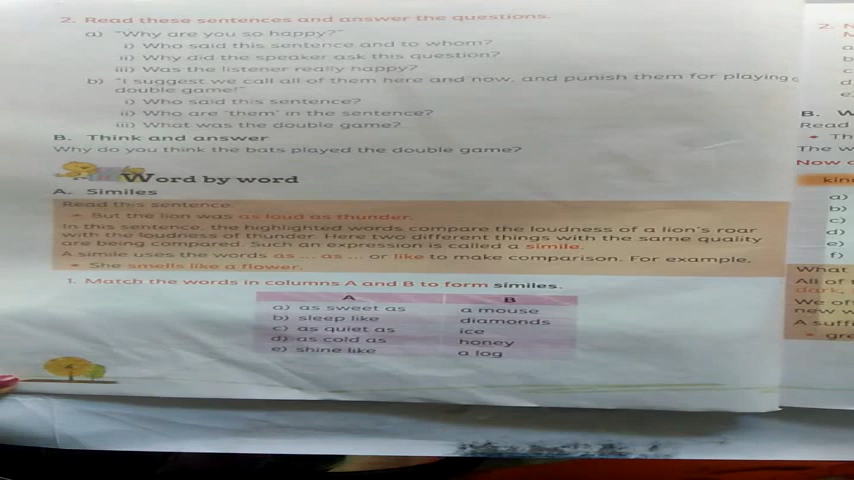 2. Read these sentences and answer the questions.
a) "Why are you so happy?"
i) Who said this sentence and to whom?
ii) Why did the speaker ask this question?
iii) Was the listener really happy?
b) "I suggest we call all of them here and now, and punish them for playing
double game!"
i) Who said this sentence?
ii) Who are 'them' in the sentence?
iii) What was the double game?
B. Think and answer
Why do you think the bats played the double game?
Word by word
A. Similes
Read this sentence.
But the lion was as loud as thunder.
In this sentence, the highlighted words compare the loudness of a lion's roar
with the loudness of thunder. Here two different things with the same quality
are being compared. Such an expression is called a simile.
A simile uses the words as ... as ... or like to make comparison. For example,
She smells like a flower.
1. Match the words in columns A and B to form similes.
A B
a) as sweet as a mouse
b) sleep like diamonds
c) as quiet as ice
d) as cold as honey
e) shine like a log
2.
a
b
c
d
e
B. W
Read
Th
The w
Now
kin
a)
b)
c)
d)
e)
f)
What
All of
dark,
We of
new w
A suff
gre